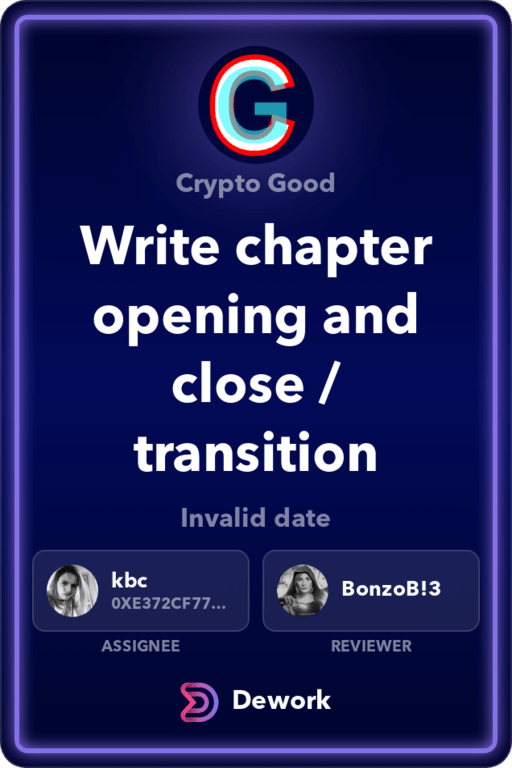 G
Crypto Good
Write chapter
opening and
close /
transition
Invalid date
kbc
0XE372CF77...
BonzoB!3
ASSIGNEE
REVIEWER
Dework